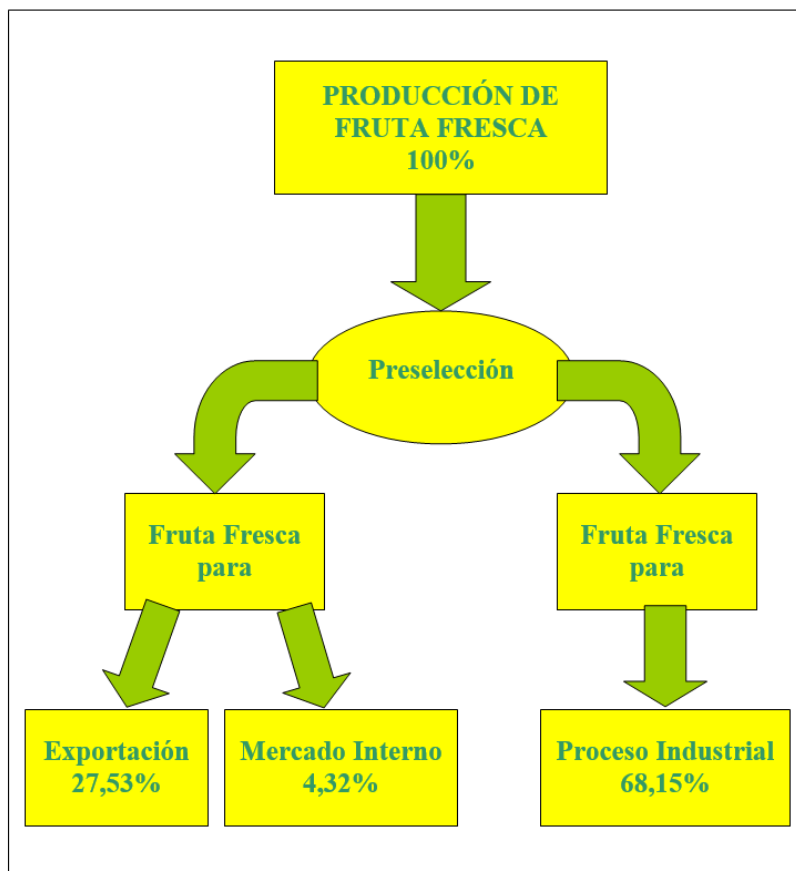 PRODUCCIÓN DE
FRUTA FRESCA
100%
Preselección
Fruta Fresca
para
Fruta Fresca
para
Exportación
27,53%
Mercado Interno
4,32%
Proceso Industrial
68,15%